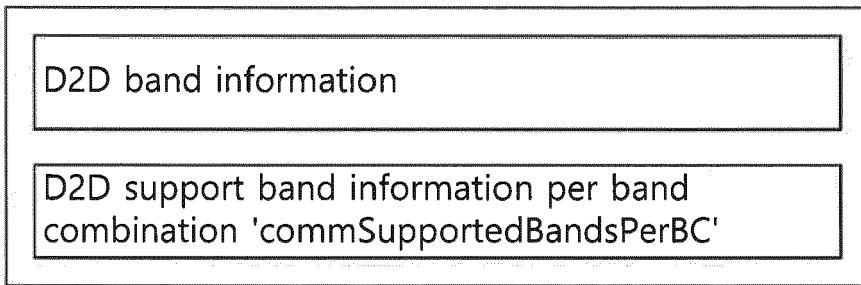 D2D band information
D2D support band information per band
combination 'commSupportedBandsPerBC'